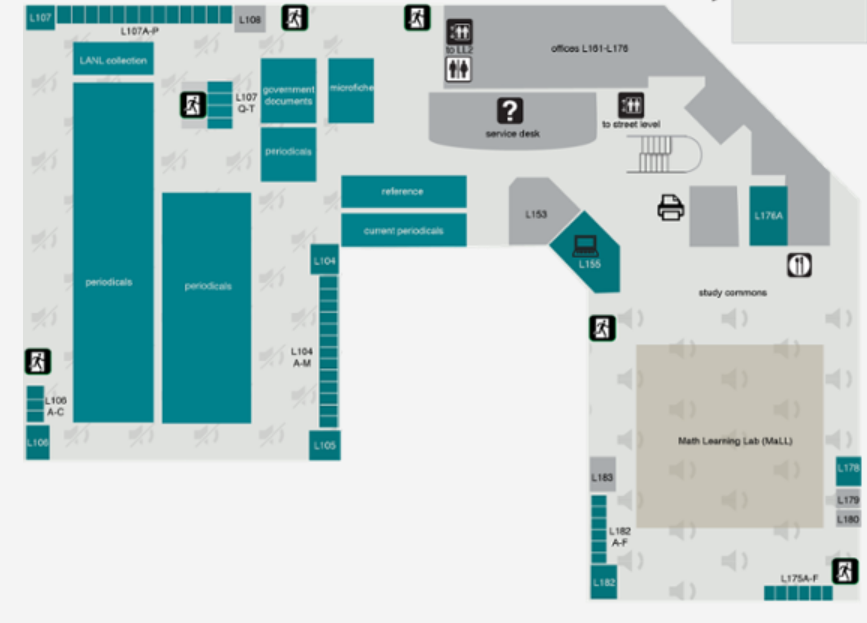 L107
L107A-P
L108
to LL2
offices L161-L176
LANL collection
L107
Q-T
government
documents
microfiche
?
service desk
to street level
periodicals
reference
L153
L176A
current periodicals
L104
L155
periodicals
periodicals
study commons
L104
A-M
L106
A-C
L106
L105
Math Learning Lab (MaLL)
L178
L183
L179
L180
L182
A-F
L182
L175A-F